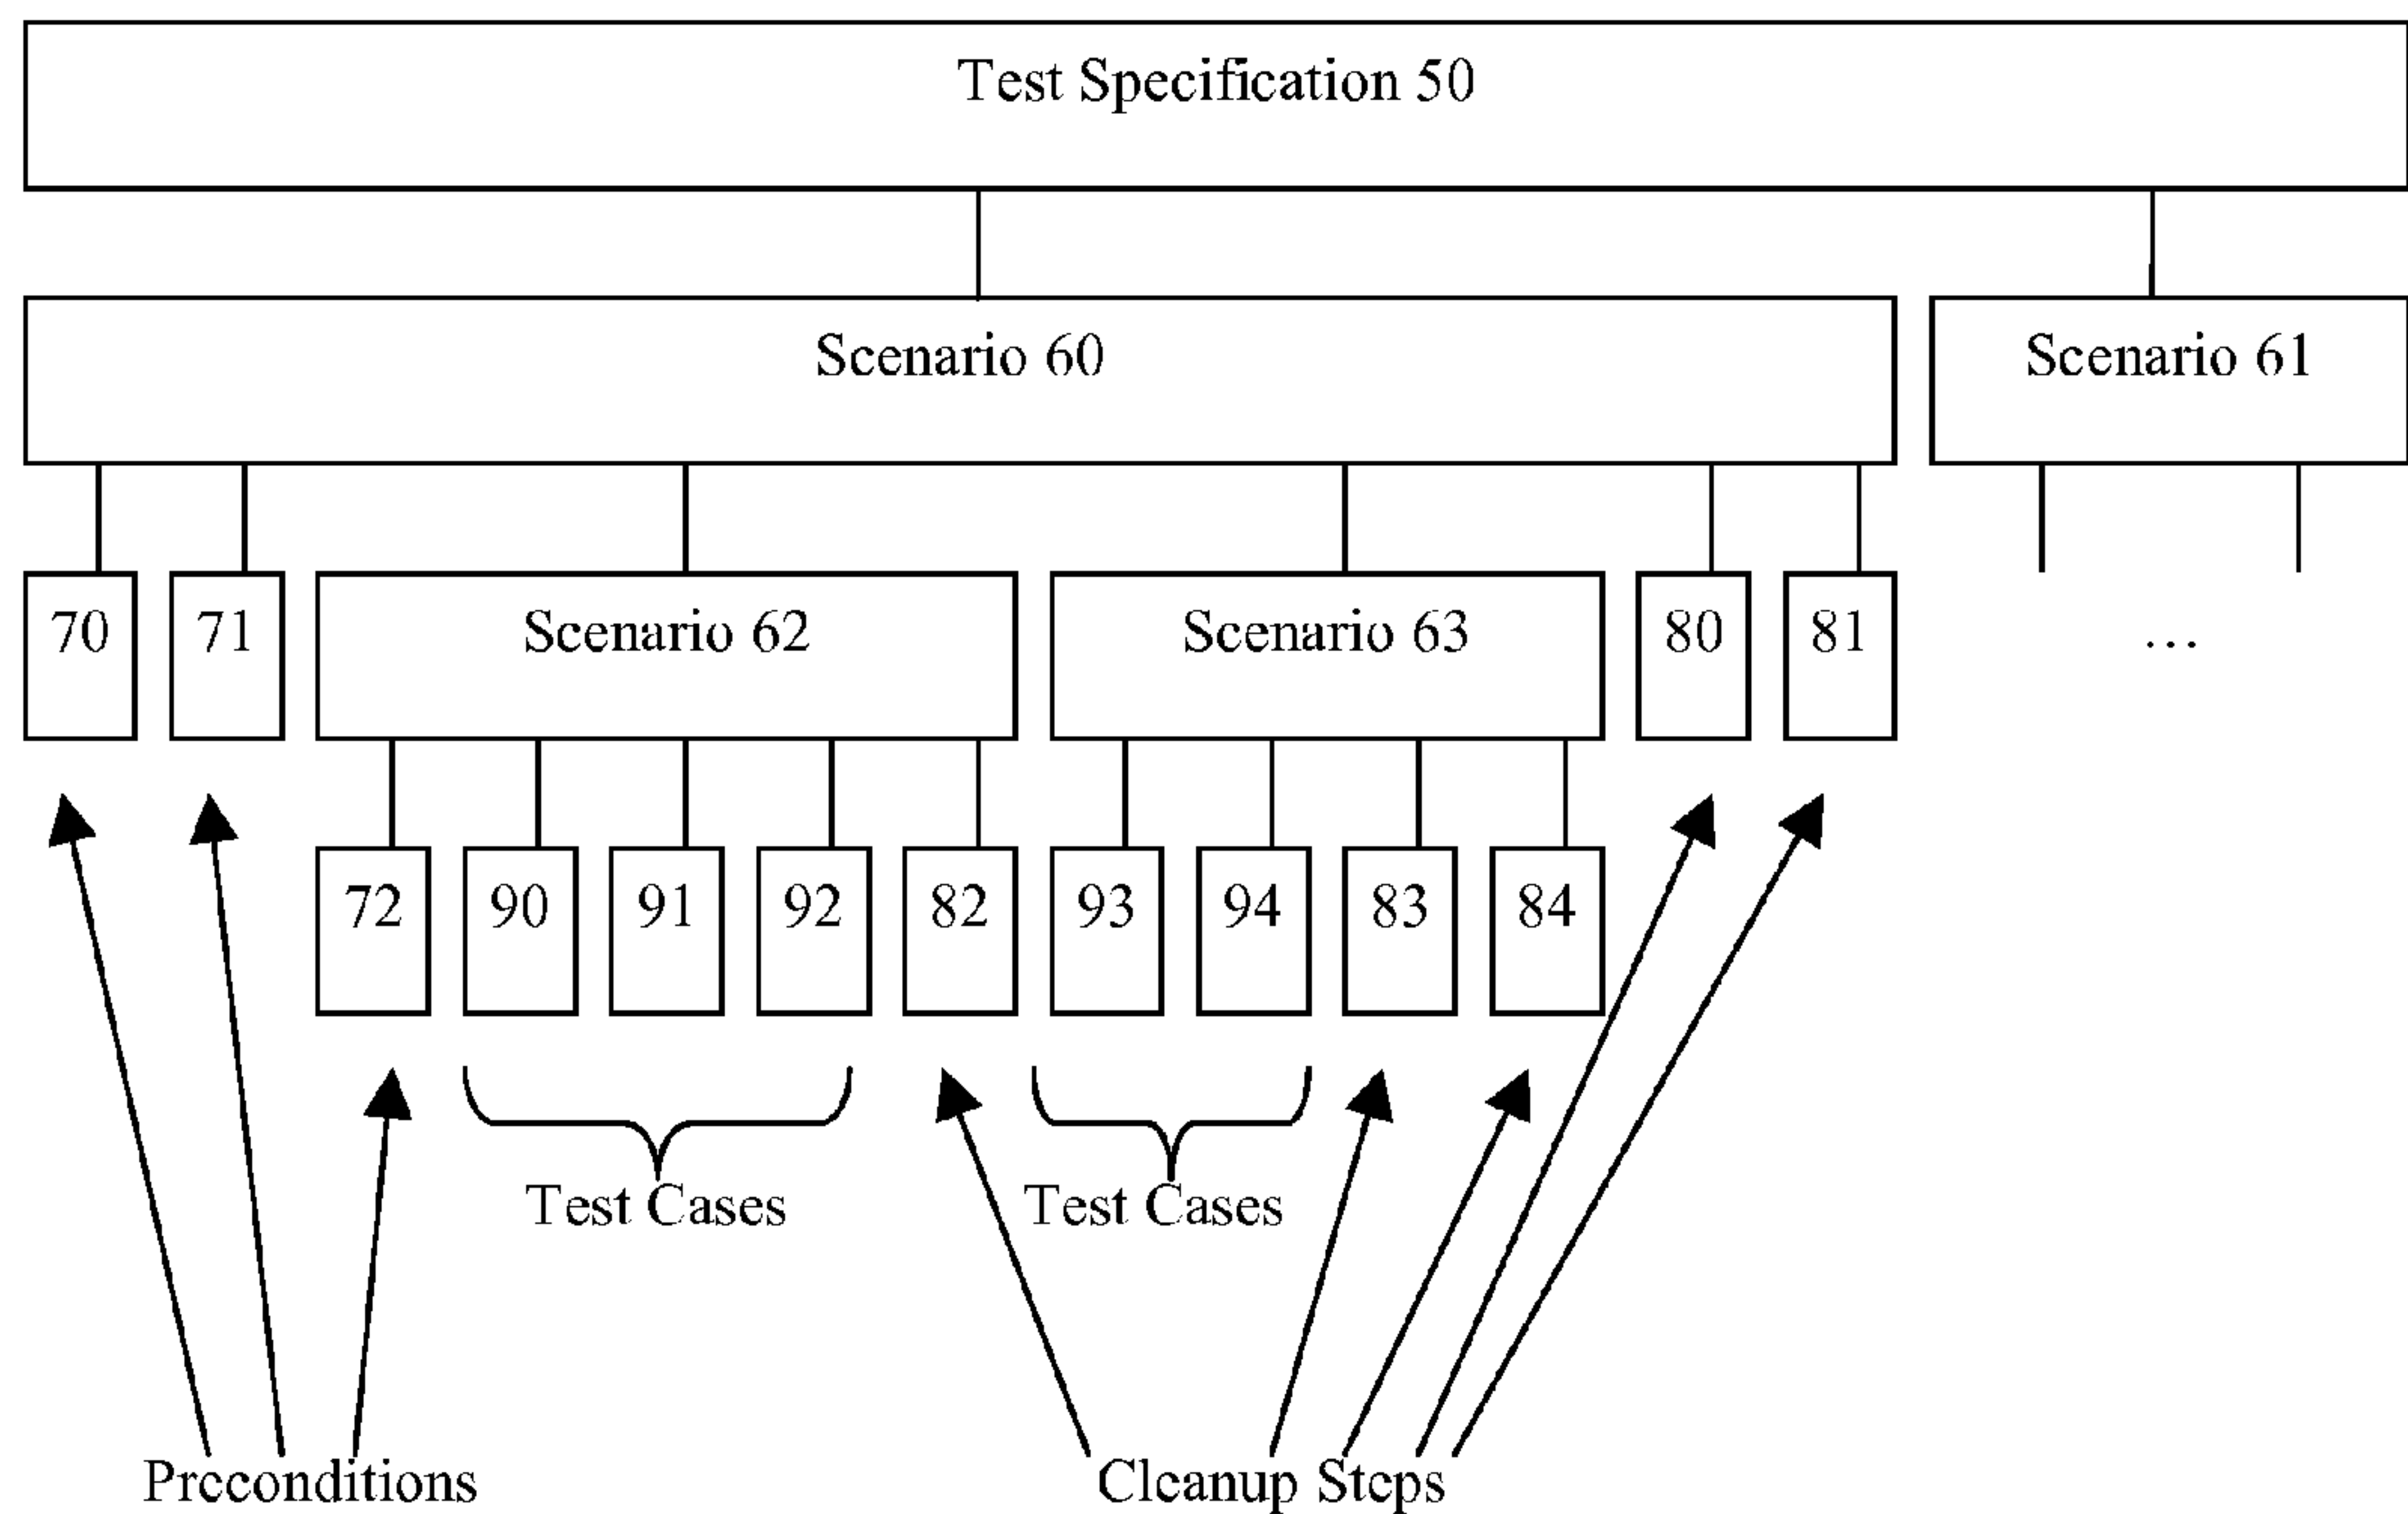 Test Specification 50
Scenario 60
Scenario 61
70
71
Scenario 62
Scenario 63
80
81
...
72
90
91
92
82
93
94
83
84
Test Cases
Test Cases
Preconditions
Cleanup Steps